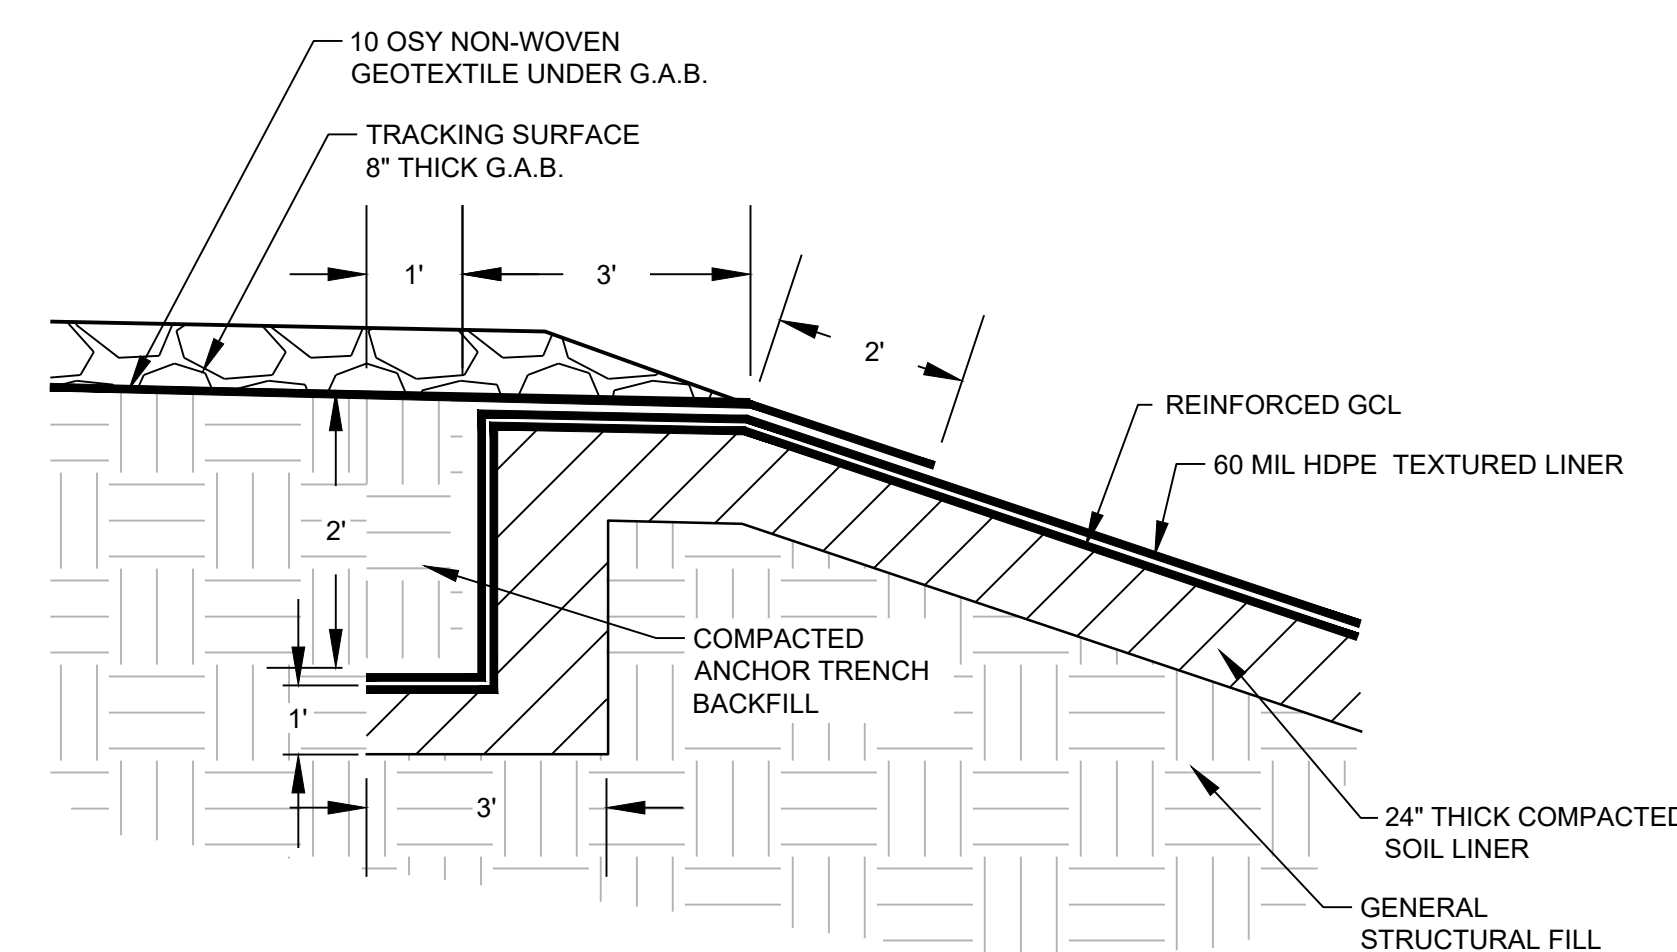 10 OSY NON-WOVEN
GEOTEXTILE UNDER G.A.B.
TRACKING SURFACE
8" THICK G.A.B.
1'
3'
2'
REINFORCED GCL
60 MIL HDPE TEXTURED LINER
2'
COMPACTED
ANCHOR TRENCH
BACKFILL
1'
3'
24" THICK COMPACTED
SOIL LINER
GENERAL
STRUCTURAL FILL